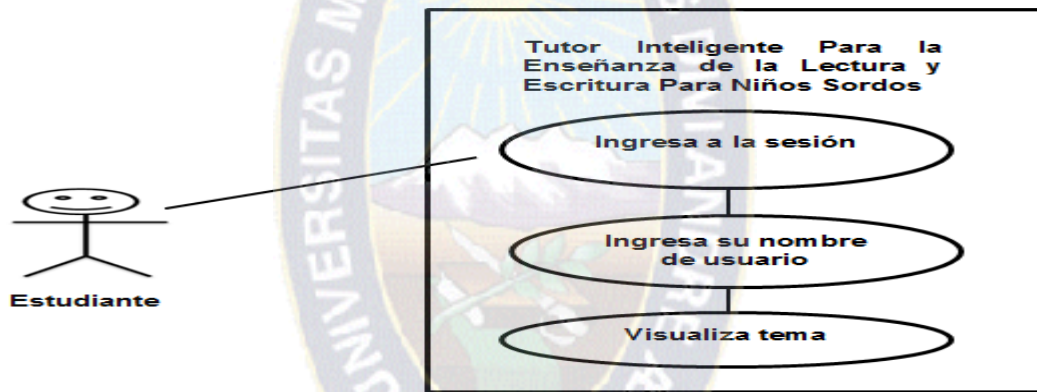 Tutor Inteligente Para la
Enseñanza de la Lectura y
Escritura Para Niños Sordos
Ingresa a la sesión
Ingresa su nombre
de usuario
Visualiza tema
Estudiante
UNIVERSITAS